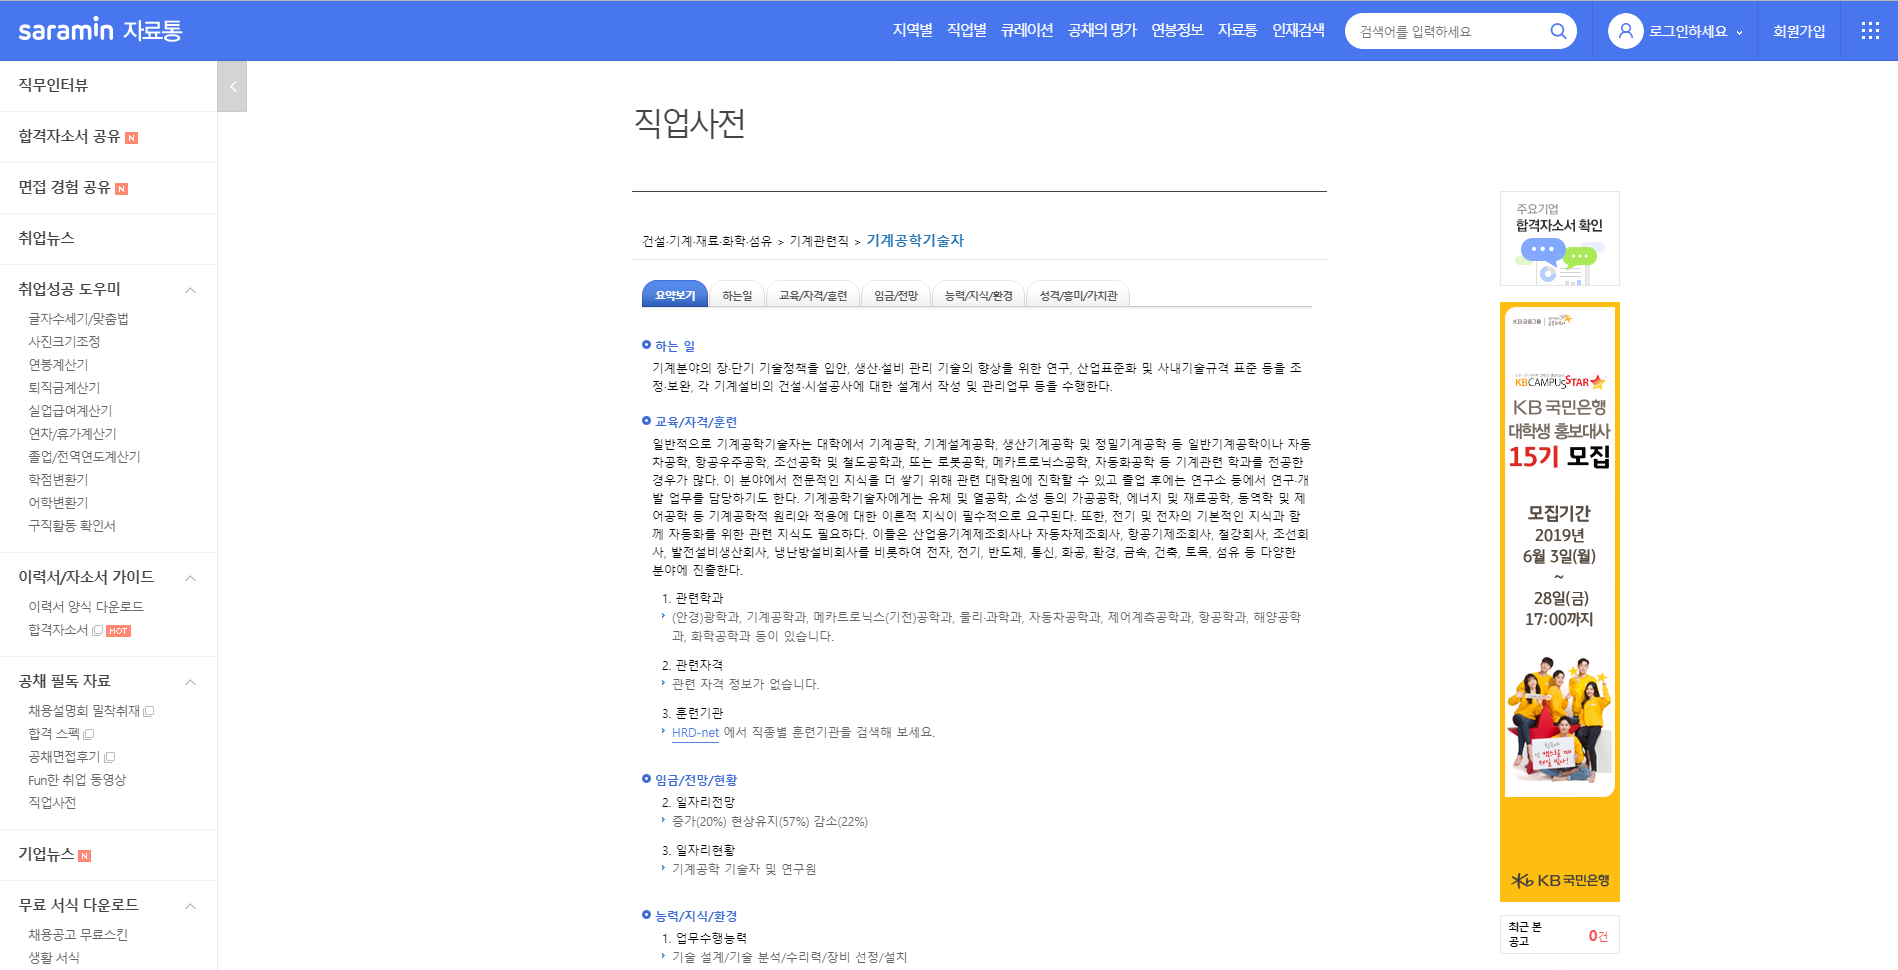 saramin 자료통
지역별 직업별 큐레이션 공채의 명가 연봉정보 자료통 인재검색
검색어를 입력하세요
로그인하세요
회원가입
직무인터뷰
합격자소서 공유 N
면접 경험 공유 N
취업뉴스
취업성공 도우미
글자수세기/맞춤법
사진크기조정
연봉계산기
퇴직금계산기
실업급여계산기
연차/휴가계산기
졸업/전역연도계산기
학점변환기
어학변환기
구직활동 확인서
이력서/자소서 가이드
이력서 양식 다운로드
합격자소서 HOT
공채 필독 자료
채용설명회 밀착취재
합격 스펙
공채면접후기
Fun한 취업 동영상
직업사전
기업뉴스 N
무료 서식 다운로드
채용공고 무료스킨
생활 서식
직업사전
건설·기계·재료·화학·섬유 > 기계관련직 > 기계공학기술자
요약보기 하는일 교육/자격/훈련 임금/전망 능력/지식/환경 성격/흥미/가치관
하는 일
기계분야의 장·단기 기술정책을 입안, 생산·설비 관리 기술의 향상을 위한 연구, 산업표준화 및 사내기술규격 표준 등을 조
정·보완, 각 기계설비의 건설·시설공사에 대한 설계서 작성 및 관리업무 등을 수행한다.
교육/자격/훈련
일반적으로 기계공학기술자는 대학에서 기계공학, 기계설계공학, 생산기계공학 및 정밀기계공학 등 일반기계공학이나 자동
차공학, 항공우주공학, 조선공학 및 철도공학과, 또는 로봇공학, 메카트로닉스공학, 자동화공학 등 기계관련 학과를 전공한
경우가 많다. 이 분야에서 전문적인 지식을 더 쌓기 위해 관련 대학원에 진학할 수 있고 졸업 후에는 연구소 등에서 연구·개
발 업무를 담당하기도 한다. 기계공학기술자에게는 유체 및 열공학, 소성 등의 가공공학, 에너지 및 재료공학, 동역학 및 제
어공학 등 기계공학적 원리와 적용에 대한 이론적 지식이 필수적으로 요구된다. 또한, 전기 및 전자의 기본적인 지식과 함
께 자동화를 위한 관련 지식도 필요하다. 이들은 산업용기계제조회사나 자동차제조회사, 항공기제조회사, 철강회사, 조선회
사, 발전설비생산회사, 냉난방설비회사를 비롯하여 전자, 전기, 반도체, 통신, 화공, 환경, 금속, 건축, 토목, 섬유 등 다양한
분야에 진출한다.
1. 관련학과
(안경)광학과, 기계공학과, 메카트로닉스(기전)공학과, 물리·과학과, 자동차공학과, 제어계측공학과, 항공학과, 해양공학
과, 화학공학과 등이 있습니다.
2. 관련자격
관련 자격 정보가 없습니다.
3. 훈련기관
HRD-net 에서 직종별 훈련기관을 검색해 보세요.
임금/전망/현황
2. 일자리전망
증가(20%) 현상유지(57%) 감소(22%)
3. 일자리현황
기계공학 기술자 및 연구원
능력/지식/환경
1. 업무수행능력
기술 설계/기술 분석/수리력/장비 선정/설치
주요기업
합격자소서 확인
KB금융그룹
KBCAMPUSSTAR
KB 국민은행
대학생 홍보대사
15기 모집
모집기간
2019년
6월 3일(월)
~
28일(금)
17:00까지
KB 국민은행
최근 본
공고
0건